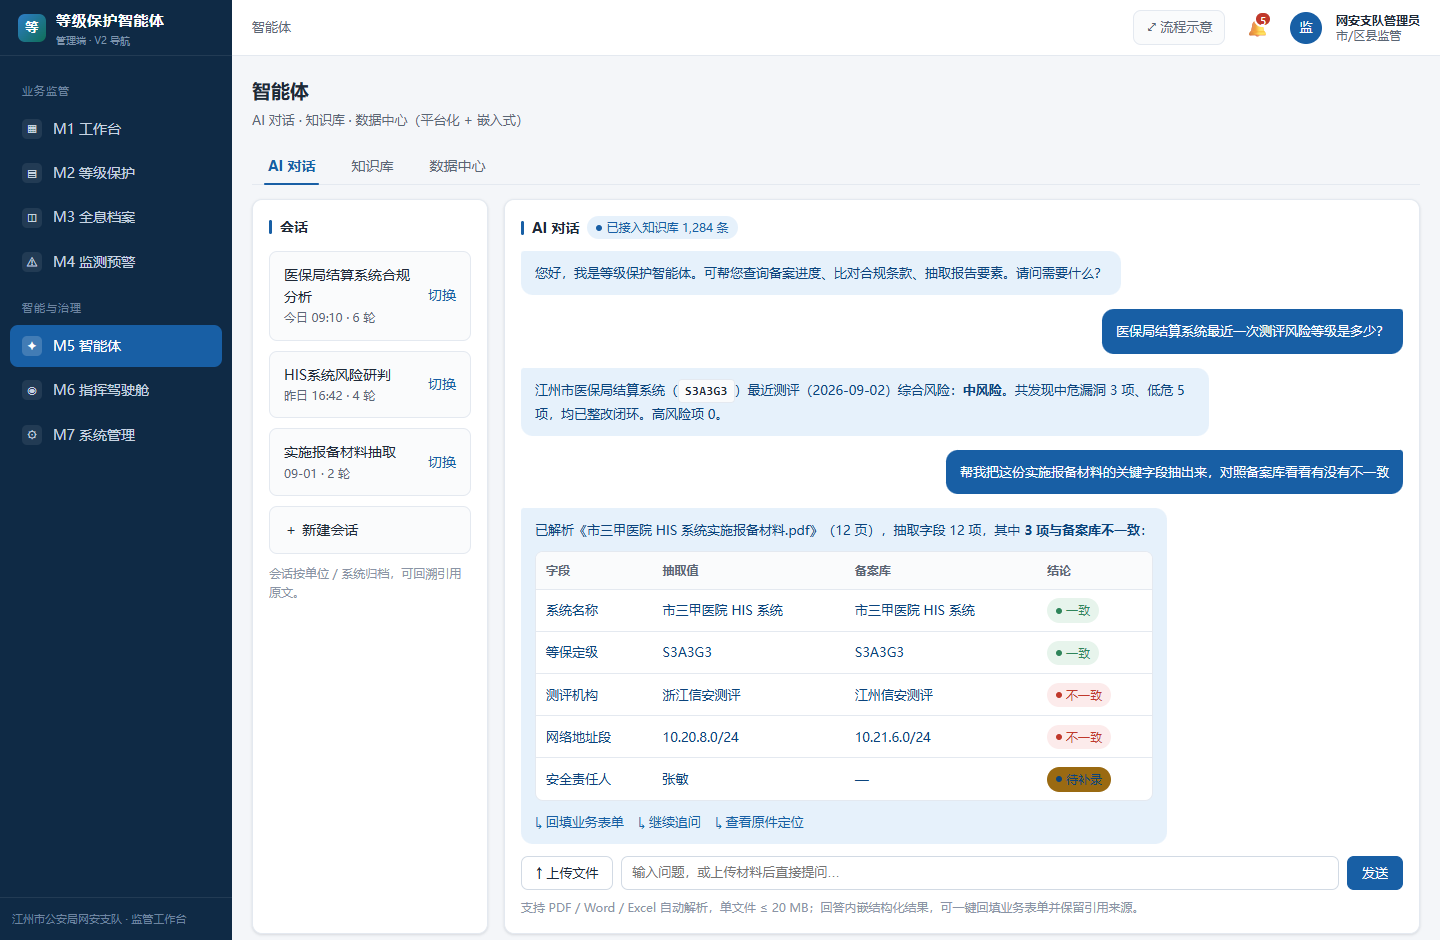 等
等级保护智能体
管理端 · V2 导航
业务监管
M1 工作台
M2 等级保护
M3 全息档案
M4 监测预警
智能与治理
M5 智能体
M6 指挥驾驶舱
M7 系统管理
江州市公安局网安支队 · 监管工作台
智能体
流程示意
5
监
网安支队管理员
市/区县监管
智能体
AI 对话 · 知识库 · 数据中心（平台化 + 嵌入式）
AI 对话
知识库
数据中心
会话
医保局结算系统合规
分析
今日 09:10 · 6 轮
切换
HIS系统风险研判
昨日 16:42 · 4 轮
切换
实施报备材料抽取
09-01 · 2 轮
切换
+ 新建会话
会话按单位 / 系统归档，可回溯引用
原文。
AI 对话
已接入知识库 1,284 条
您好，我是等级保护智能体。可帮您查询备案进度、比对合规条款、抽取报告要素。请问需要什么？
医保局结算系统最近一次测评风险等级是多少？
江州市医保局结算系统（ S3A3G3 ）最近测评（2026-09-02）综合风险：中风险。共发现中危漏洞 3 项、低危 5
项，均已整改闭环。高风险项 0。
帮我把这份实施报备材料的关键字段抽出来，对照备案库看看有没有不一致
已解析《市三甲医院 HIS 系统实施报备材料.pdf》（12 页），抽取字段 12 项，其中 3 项与备案库不一致：
字段 抽取值 备案库 结论
系统名称 市三甲医院 HIS 系统 市三甲医院 HIS 系统 一致
等保定级 S3A3G3 S3A3G3 一致
测评机构 浙江信安测评 江州信安测评 不一致
网络地址段 10.20.8.0/24 10.21.6.0/24 不一致
安全责任人 张敏 — 待补录
↳ 回填业务表单 ↳ 继续追问 ↳ 查看原件定位
↑ 上传文件
输入问题，或上传材料后直接提问…
发送
支持 PDF / Word / Excel 自动解析，单文件 ≤ 20 MB；回答内嵌结构化结果，可一键回填业务表单并保留引用来源。